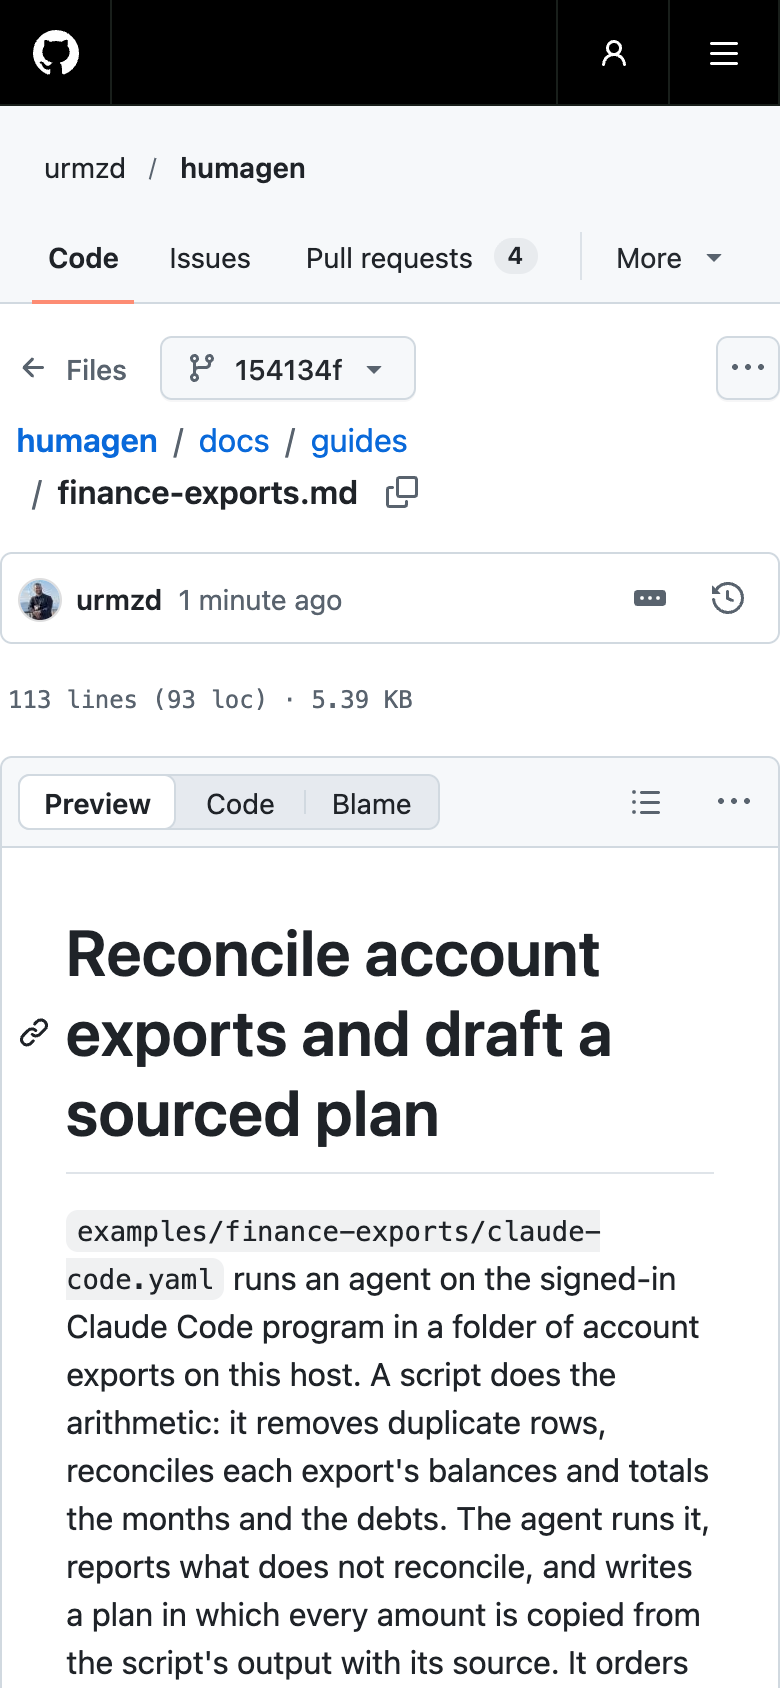 urmzd / humagen
Code Issues Pull requests 4 More
Files 154134f
humagen / docs / guides
/ finance-exports.md
urmzd 1 minute ago
113 lines (93 loc) · 5.39 KB
Preview Code Blame
Reconcile account
exports and draft a
sourced plan
examples/finance-exports/claude-
code.yaml runs an agent on the signed-in
Claude Code program in a folder of account
exports on this host. A script does the
arithmetic: it removes duplicate rows,
reconciles each export's balances and totals
the months and the debts. The agent runs it,
reports what does not reconcile, and writes
a plan in which every amount is copied from
the script's output with its source. It orders